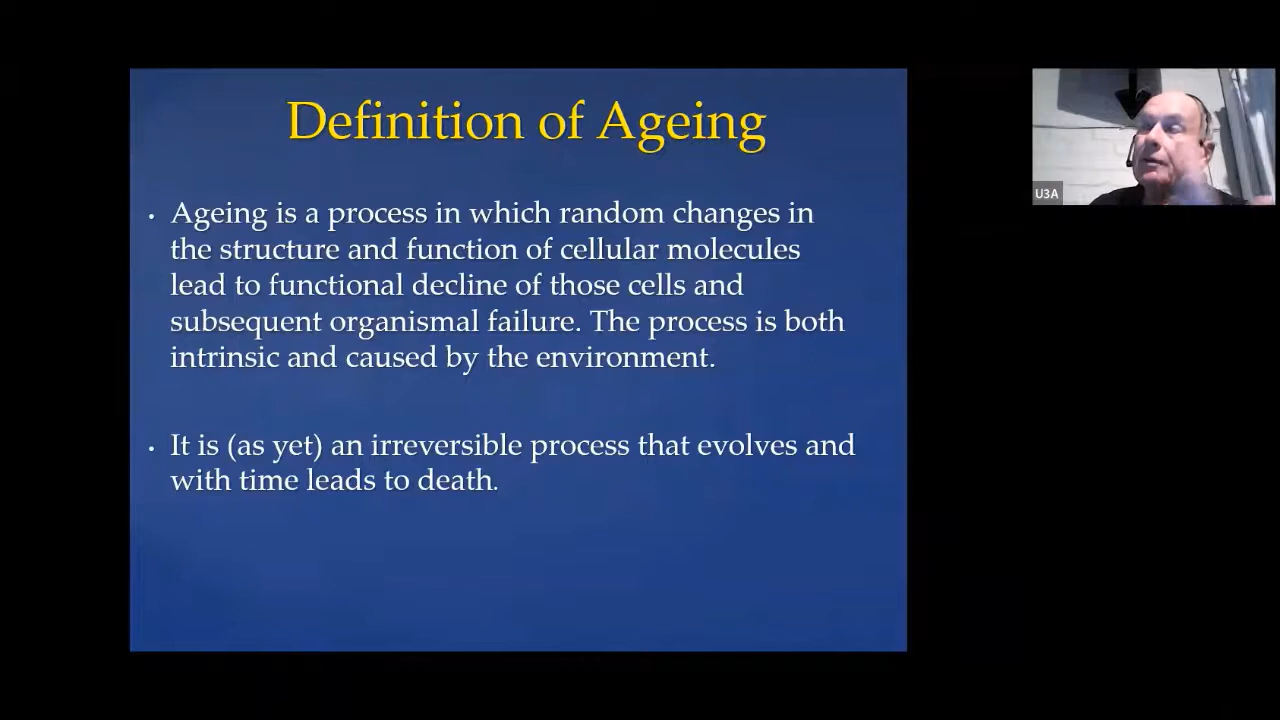 Definition of Ageing
• Ageing is a process in which random changes in
the structure and function of cellular molecules
lead to functional decline of those cells and
subsequent organismal failure. The process is both
intrinsic and caused by the environment.
• It is (as yet) an irreversible process that evolves and
with time leads to death.
U3A